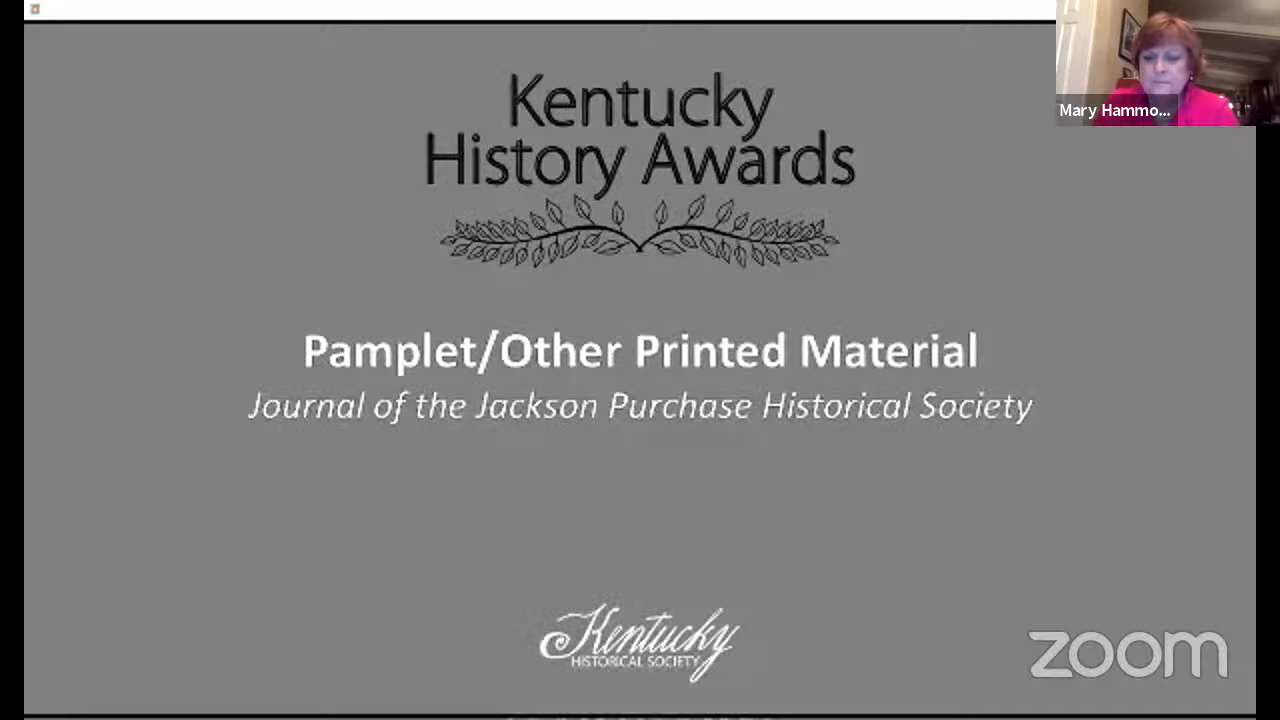 Kentucky
History Awards
Mary Hammo...
Pamplet/Other Printed Material
Journal of the Jackson Purchase Historical Society
Kentucky
HISTORICAL SOCIETY
zoom